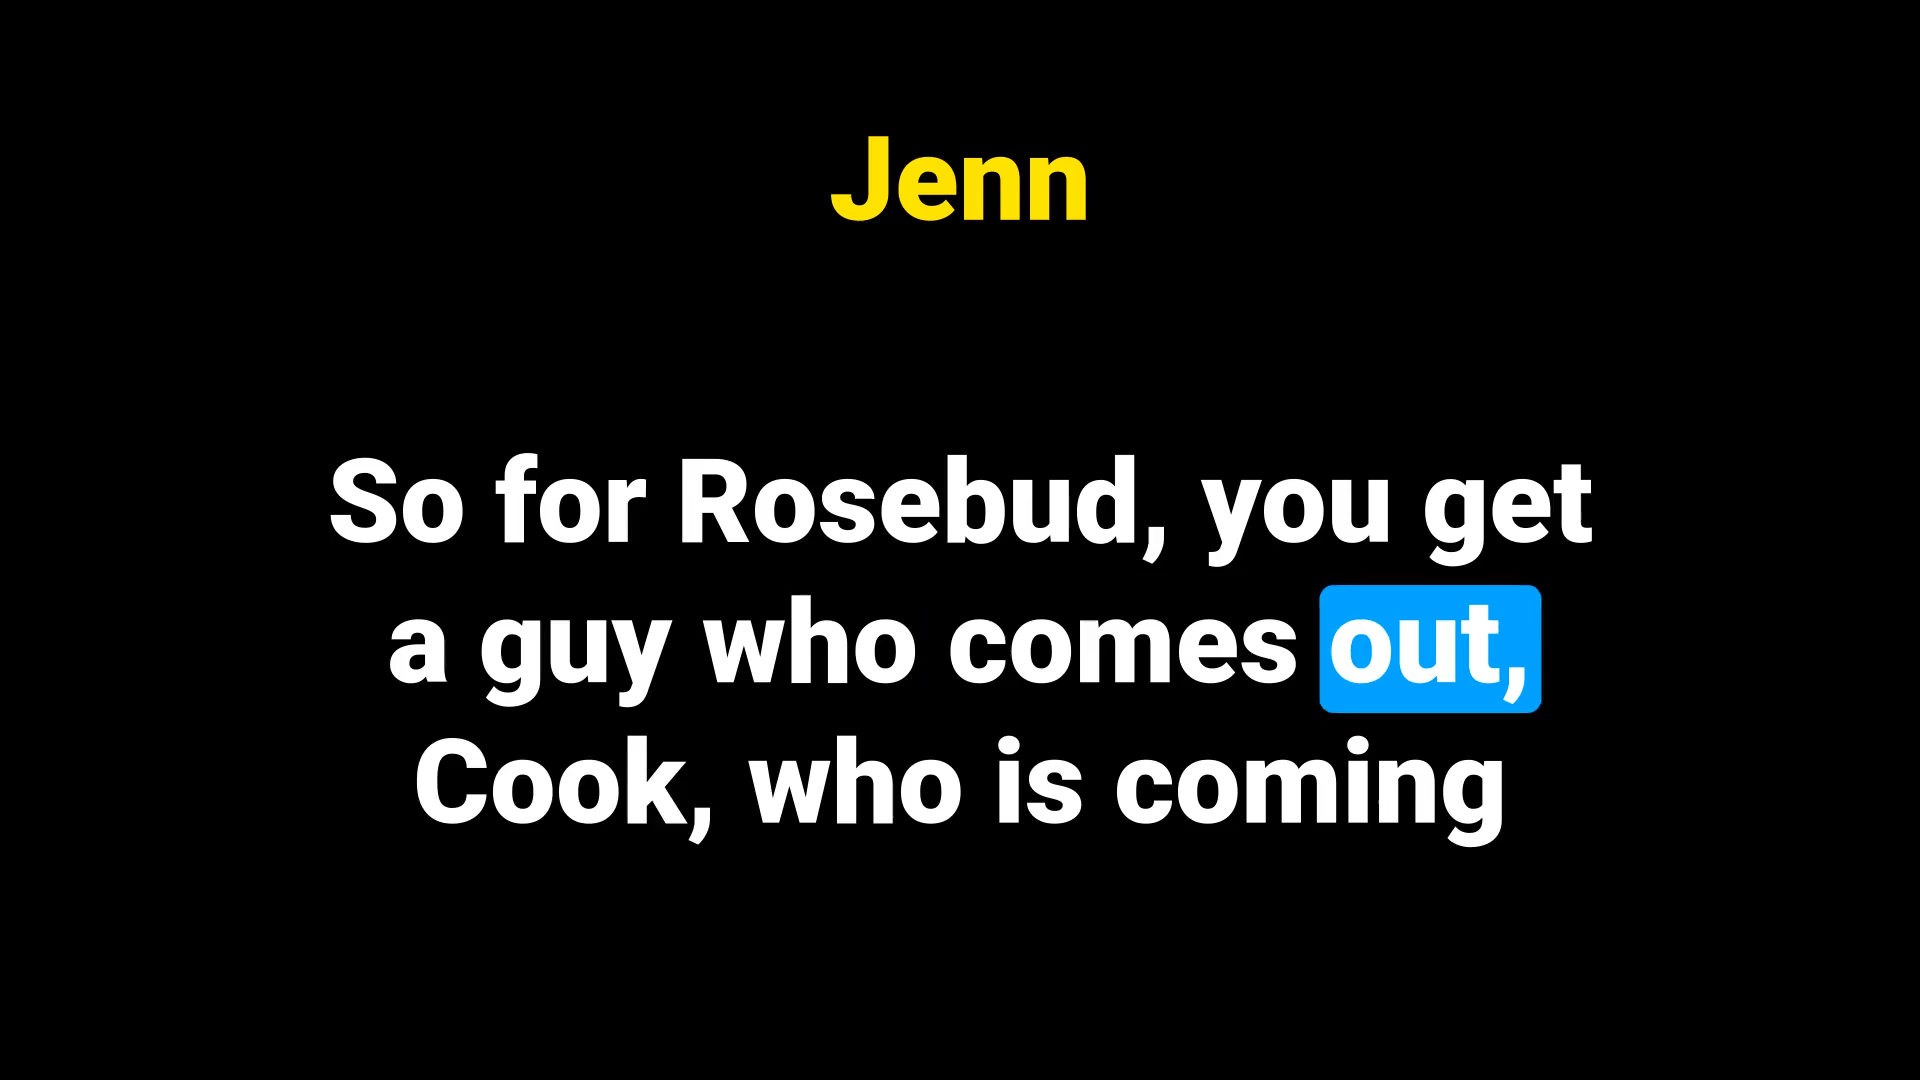 Jenn
So for Rosebud, you get
a guy who comes out,
Cook, who is coming